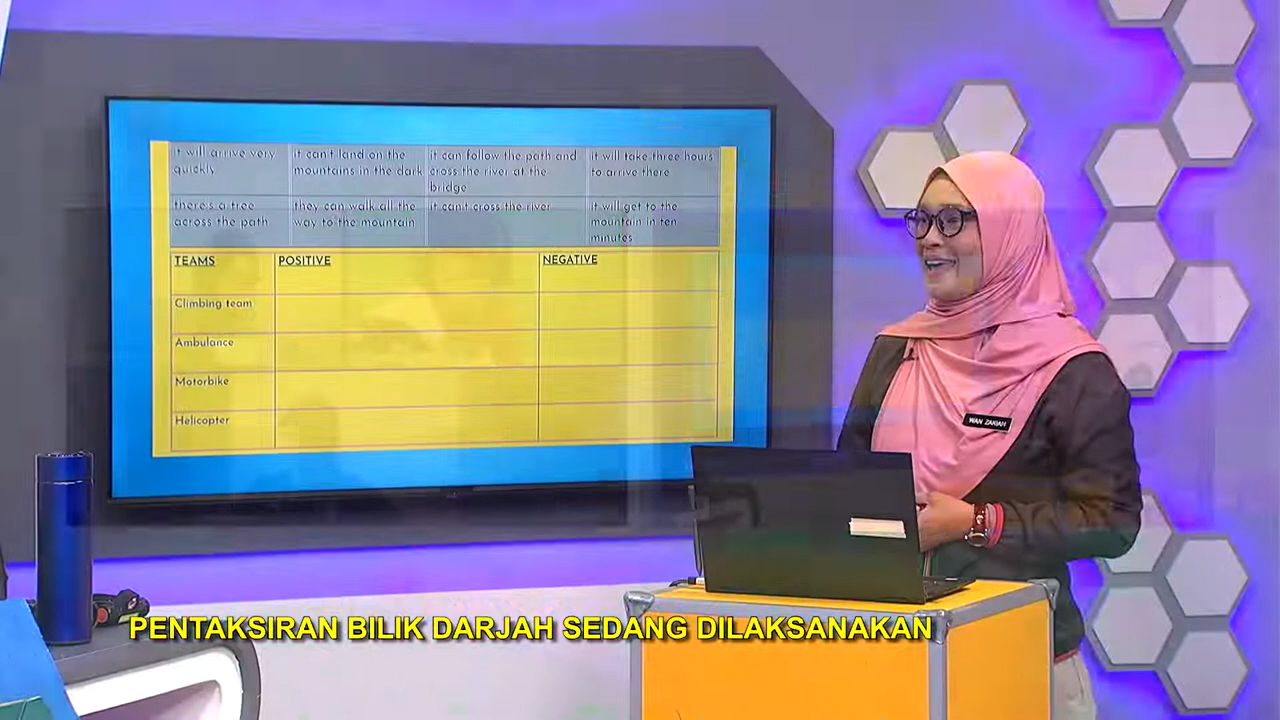 it will arrive very quickly
it can't land on the mountains in the dark
it can follow the path and cross the river at the bridge
it will take three hours to arrive there
there's a tree across the path
they can walk all the way to the mountain
it can't cross the river
it will get to the mountain in ten minutes
TEAMS POSITIVE NEGATIVE
Climbing team
Ambulance
Motorbike
Helicopter
WAN ZAKIAH
PENTAKSIRAN BILIK DARJAH SEDANG DILAKSANAKAN